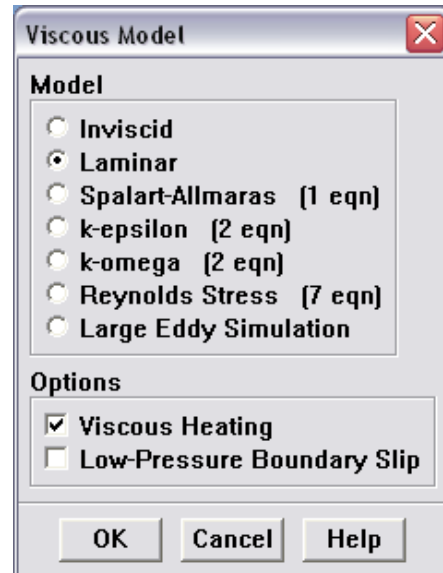 Viscous Model
Model
Inviscid
Laminar
Spalart-Allmaras (1 eqn)
k-epsilon (2 eqn)
k-omega (2 eqn)
Reynolds Stress (7 eqn)
Large Eddy Simulation
Options
Viscous Heating
Low-Pressure Boundary Slip
OK Cancel Help